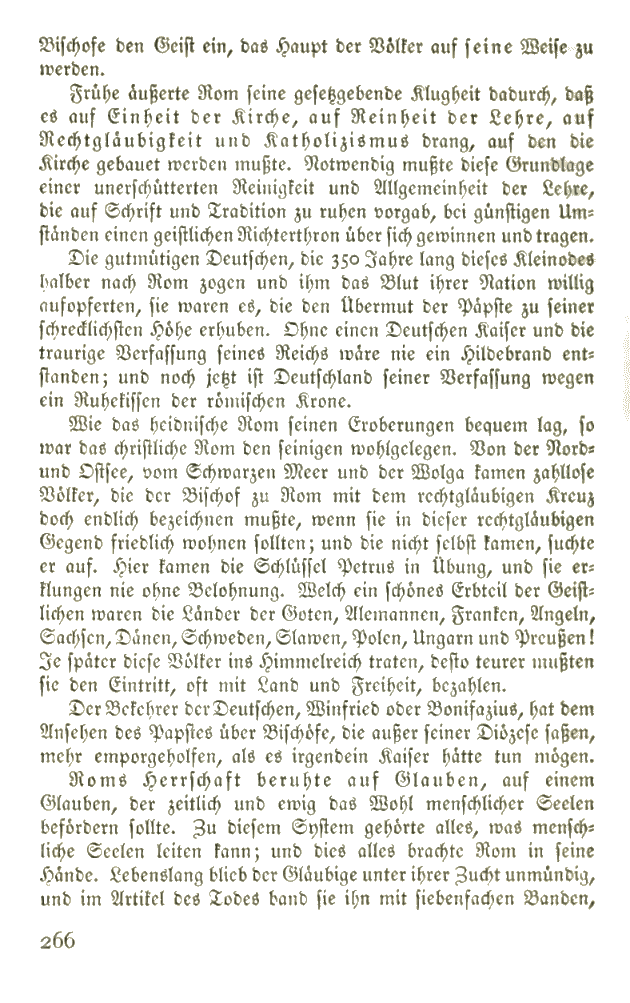 Bischofe den Geist ein, das Haupt der Völker auf seine Weise zu
werden.
Frühe äußerte Rom seine gesetzgebende Klugheit dadurch, daß
es auf Einheit der Kirche, auf Reinheit der Lehre, auf
Rechtgläubigkeit und Katholizismus drang, auf den die
Kirche gebauet werden mußte. Notwendig mußte diese Grundlage
einer unerschütterten Reinigkeit und Allgemeinheit der Lehre,
die auf Schrift und Tradition zu ruhen vorgab, bei günstigen Um-
ständen einen geistlichen Richterthron über sich gewinnen und tragen.
Die gutmütigen Deutschen, die 350 Jahre lang dieses Kleinodes
halber nach Rom zogen und ihm das Blut ihrer Nation willig
aufopferten, sie waren es, die den Übermut der Päpste zu seiner
schrecklichsten Höhe erhuben. Ohne einen Deutschen Kaiser und die
traurige Verfassung seines Reichs wäre nie ein Hildebrand ent-
standen; und noch jetzt ist Deutschland seiner Verfassung wegen
ein Ruhekissen der römischen Krone.
Wie das heidnische Rom seinen Eroberungen bequem lag, so
war das christliche Rom den seinigen wohlgelegen. Von der Nord-
und Ostsee, vom Schwarzen Meer und der Wolga kamen zahllose
Völker, die der Bischof zu Rom mit dem rechtgläubigen Kreuz
doch endlich bezeichnen mußte, wenn sie in dieser rechtgläubigen
Gegend friedlich wohnen sollten; und die nicht selbst kamen, suchte
er auf. Hier kamen die Schlüssel Petrus in Übung, und sie er-
klungen nie ohne Belohnung. Welch ein schönes Erbteil der Geist-
lichen waren die Länder der Goten, Alemannen, Franken, Angeln,
Sachsen, Dänen, Schweden, Slawen, Polen, Ungarn und Preußen!
Je später diese Völker ins Himmelreich traten, desto teurer mußten
sie den Eintritt, oft mit Land und Freiheit, bezahlen.
Der Bekehrer der Deutschen, Winfried oder Bonifazius, hat dem
Ansehen des Papstes über Bischöfe, die außer seiner Diözese saßen,
mehr emporgeholfen, als es irgendein Kaiser hätte tun mögen.
Roms Herrschaft beruhte auf Glauben, auf einem
Glauben, der zeitlich und ewig das Wohl menschlicher Seelen
befördern sollte. Zu diesem System gehörte alles, was mensch-
liche Seelen leiten kann; und dies alles brachte Rom in seine
Hände. Lebenslang blieb der Gläubige unter ihrer Zucht unmündig,
und im Artikel des Todes band sie ihn mit siebenfachen Banden,
266